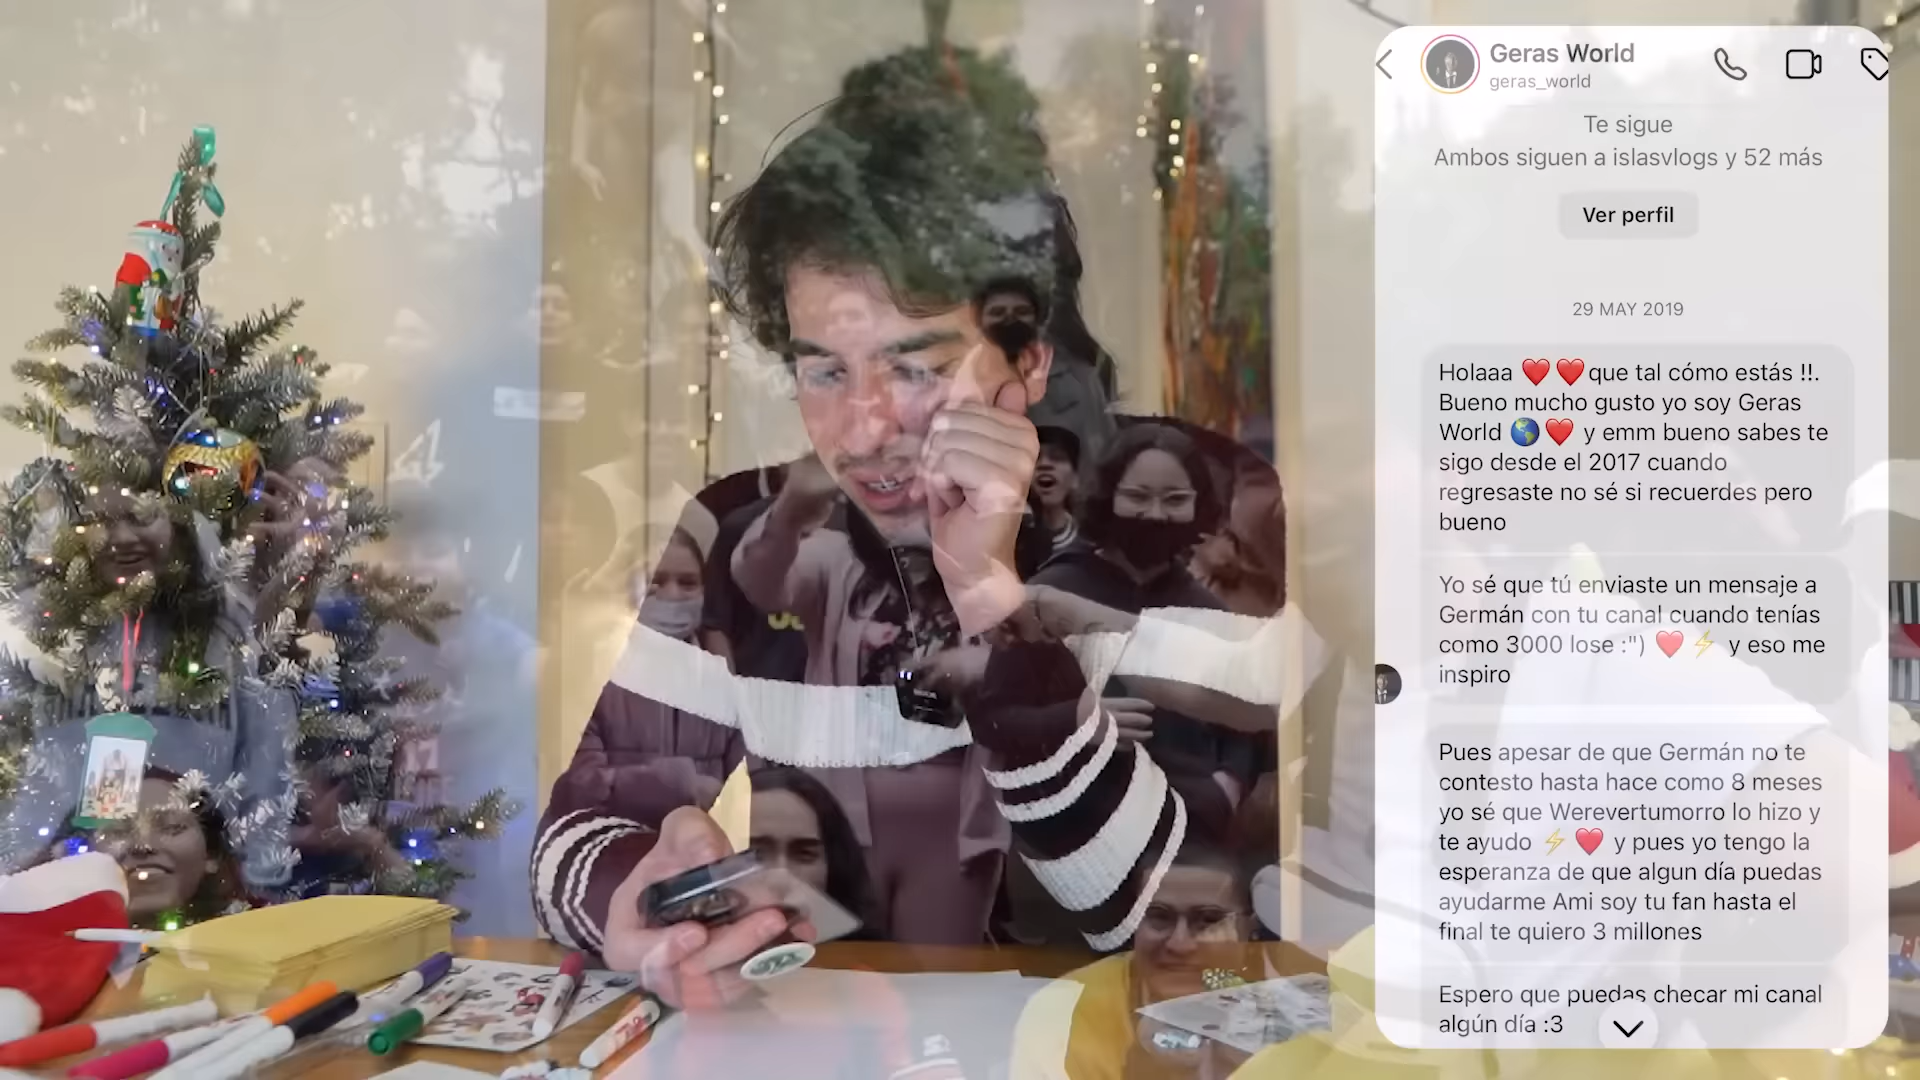 Geras World
geras_world
Te sigue
Ambos siguen a islasvlogs y 52 más
Ver perfil
29 MAY 2019
Holaaa ❤️❤️que tal cómo estás !!.
Bueno mucho gusto yo soy Geras
World 🌎❤️ y emm bueno sabes te
sigo desde el 2017 cuando
regresaste no sé si recuerdes pero
bueno
Yo sé que tú enviaste un mensaje a
Germán con tu canal cuando tenías
como 3000 lose :") ❤️⚡ y eso me
inspiro
Pues apesar de que Germán no te
contesto hasta hace como 8 meses
yo sé que Werevertumorro lo hizo y
te ayudo ⚡❤️ y pues yo tengo la
esperanza de que algun día puedas
ayudarme Ami soy tu fan hasta el
final te quiero 3 millones
Espero que puedas checar mi canal
algún día :3